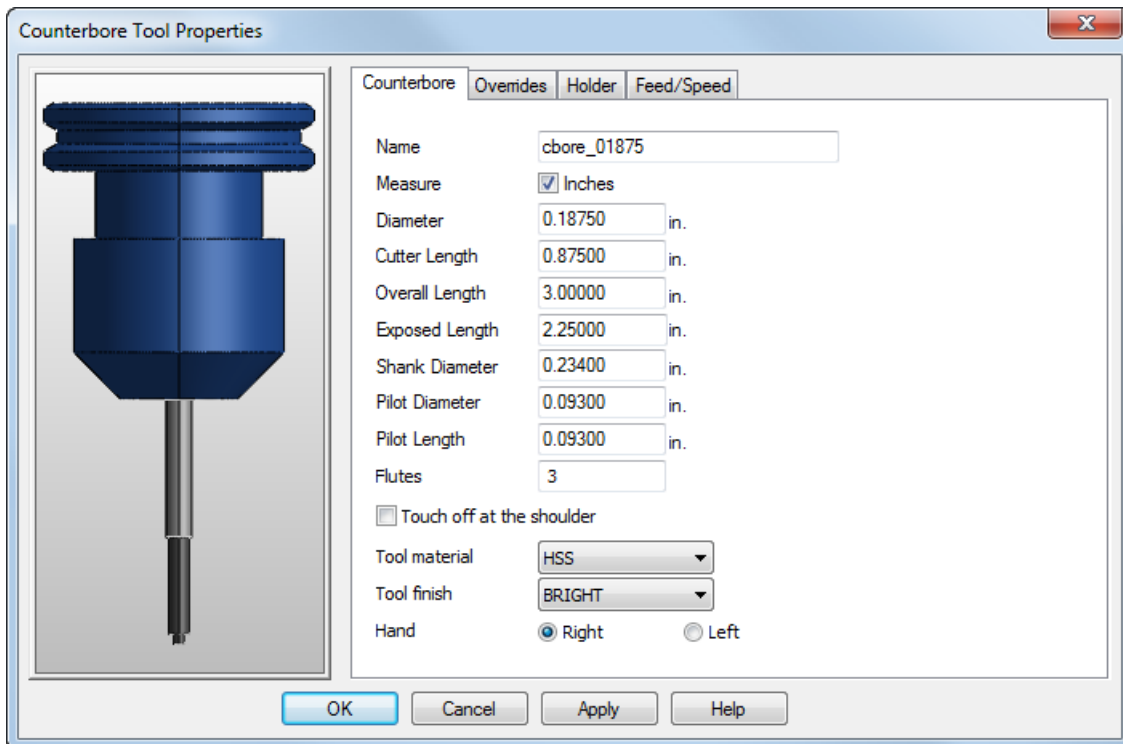 Counterbore Tool Properties
Counterbore Overrides Holder Feed/Speed
Name cbore_01875
Measure Inches
Diameter 0.18750 in.
Cutter Length 0.87500 in.
Overall Length 3.00000 in.
Exposed Length 2.25000 in.
Shank Diameter 0.23400 in.
Pilot Diameter 0.09300 in.
Pilot Length 0.09300 in.
Flutes 3
Touch off at the shoulder
Tool material HSS
Tool finish BRIGHT
Hand Right Left
OK Cancel Apply Help